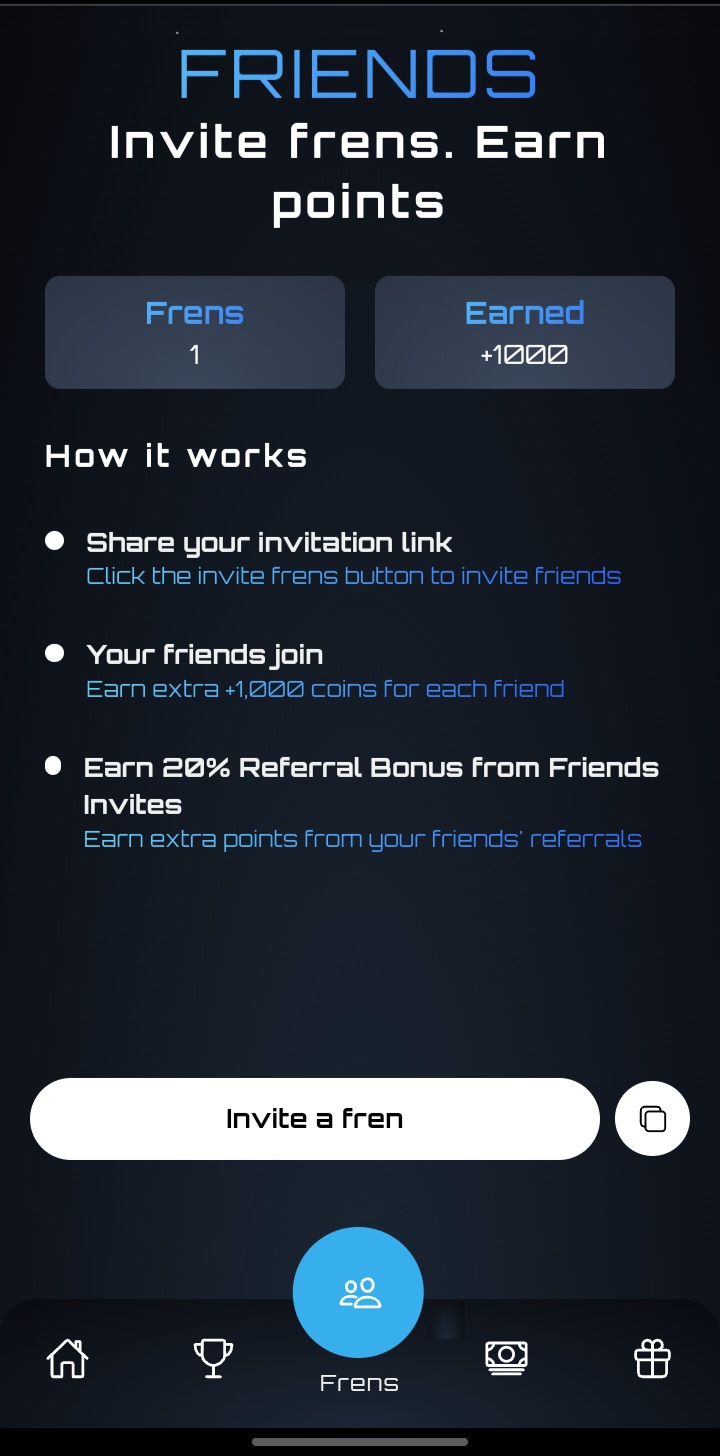 FRIENDS
Invite frens. Earn
points
Frens
1
Earned
+1000
How it works
Share your invitation link
Click the invite frens button to invite friends
Your friends join
Earn extra +1,000 coins for each friend
Earn 20% Referral Bonus from Friends
Invites
Earn extra points from your friends' referrals
Invite a fren
Frens